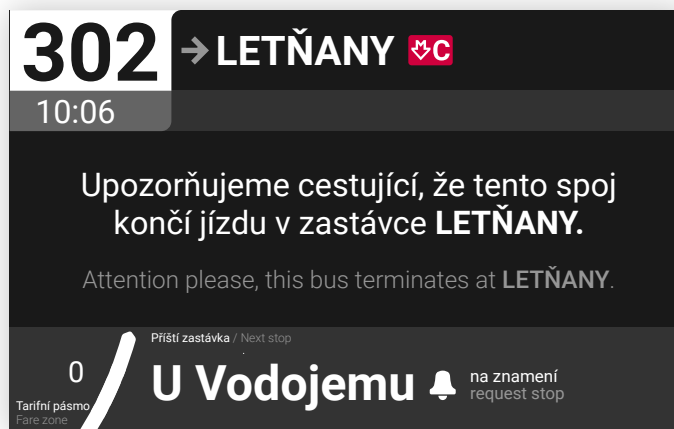 302
LETŇANY C
10:06
Upozorňujeme cestující, že tento spoj
končí jízdu v zastávce LETŇANY.
Attention please, this bus terminates at LETŇANY.
Příští zastávka / Next stop
0
U Vodojemu
na znamení
request stop
Tarifní pásmo
Fare zone